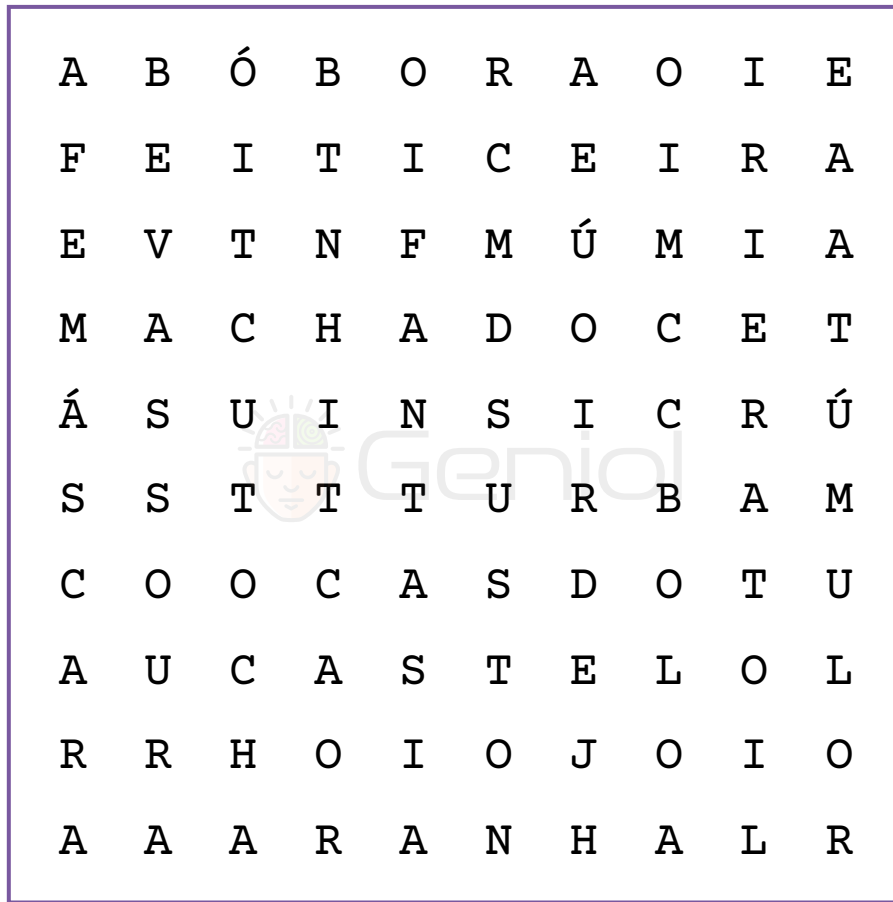 A B Ó B O R A O I E
F E I T I C E I R A
E V T N F M Ú M I A
M A C H A D O C E T
Á S U I N S I C R Ú
S S T T T U R B A M
C O O C A S D O T U
A U C A S T E L O L
R R H O I O J O I O
A A A R A N H A L R
Geniol